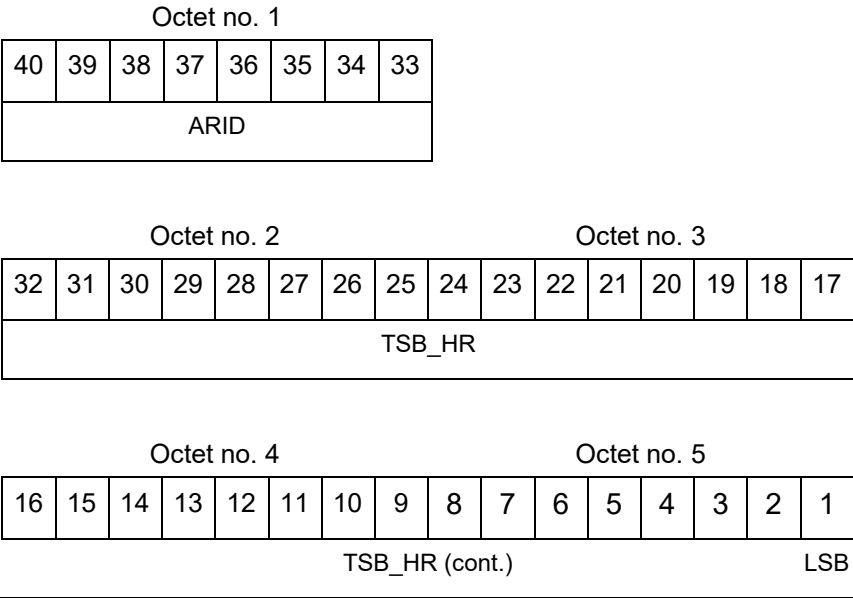 Octet no. 1
40 39 38 37 36 35 34 33
ARID
Octet no. 2 Octet no. 3
32 31 30 29 28 27 26 25 24 23 22 21 20 19 18 17
TSB_HR
Octet no. 4 Octet no. 5
16 15 14 13 12 11 10 9 8 7 6 5 4 3 2 1
TSB_HR (cont.) LSB